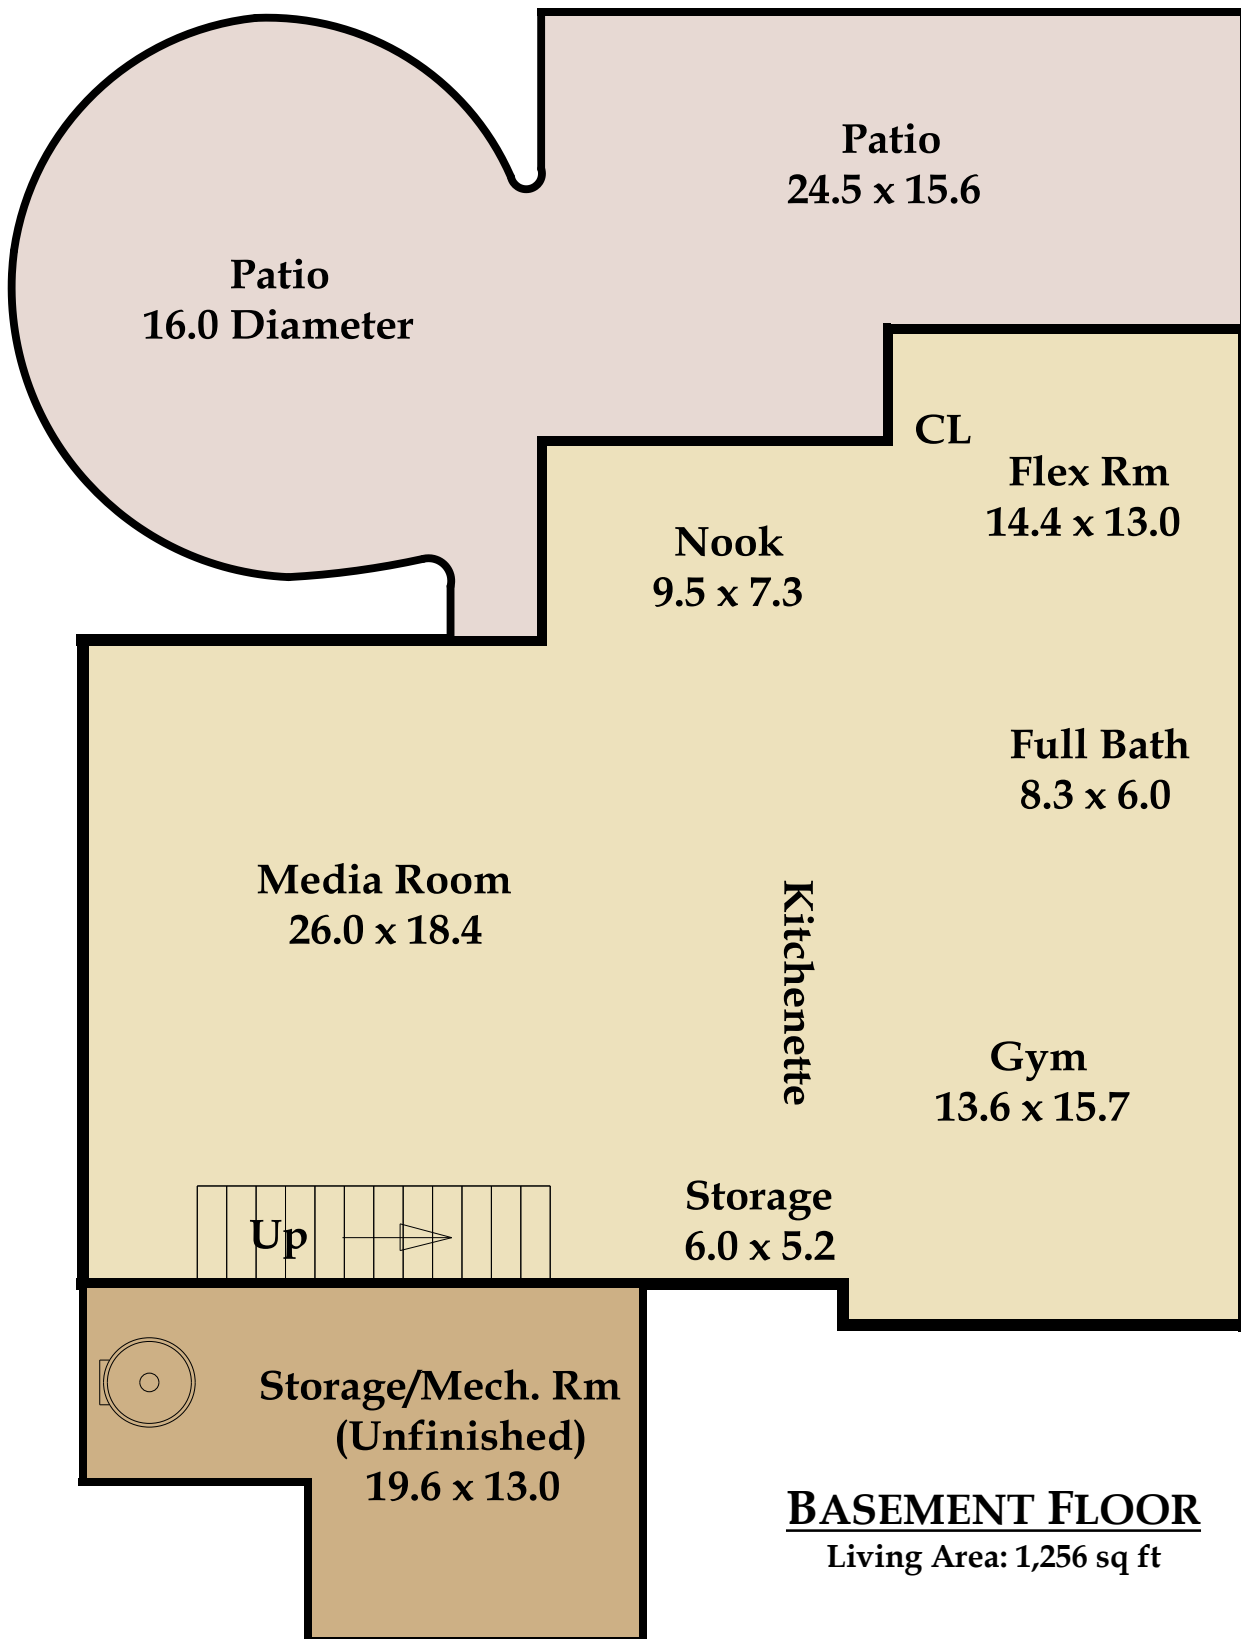 Patio
24.5 x 15.6
Patio
16.0 Diameter
CL
Flex Rm
14.4 x 13.0
Nook
9.5 x 7.3
Full Bath
8.3 x 6.0
Media Room
26.0 x 18.4
Kitchenette
Gym
13.6 x 15.7
Storage
6.0 x 5.2
Up
Storage/Mech. Rm
(Unfinished)
19.6 x 13.0
BASEMENT FLOOR
Living Area: 1,256 sq ft